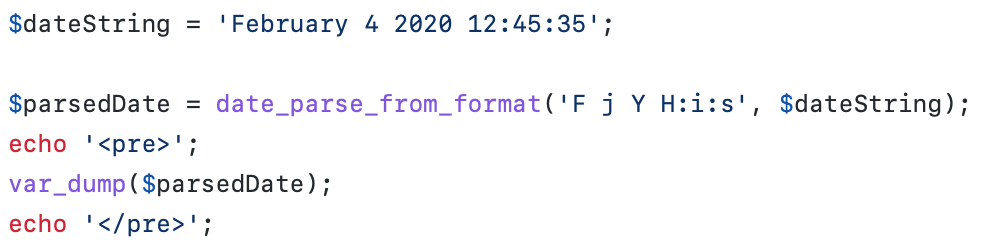 $dateString = 'February 4 2020 12:45:35';
$parsedDate = date_parse_from_format('F j Y H:i:s', $dateString);
echo '<pre>';
var_dump($parsedDate);
echo '</pre>';